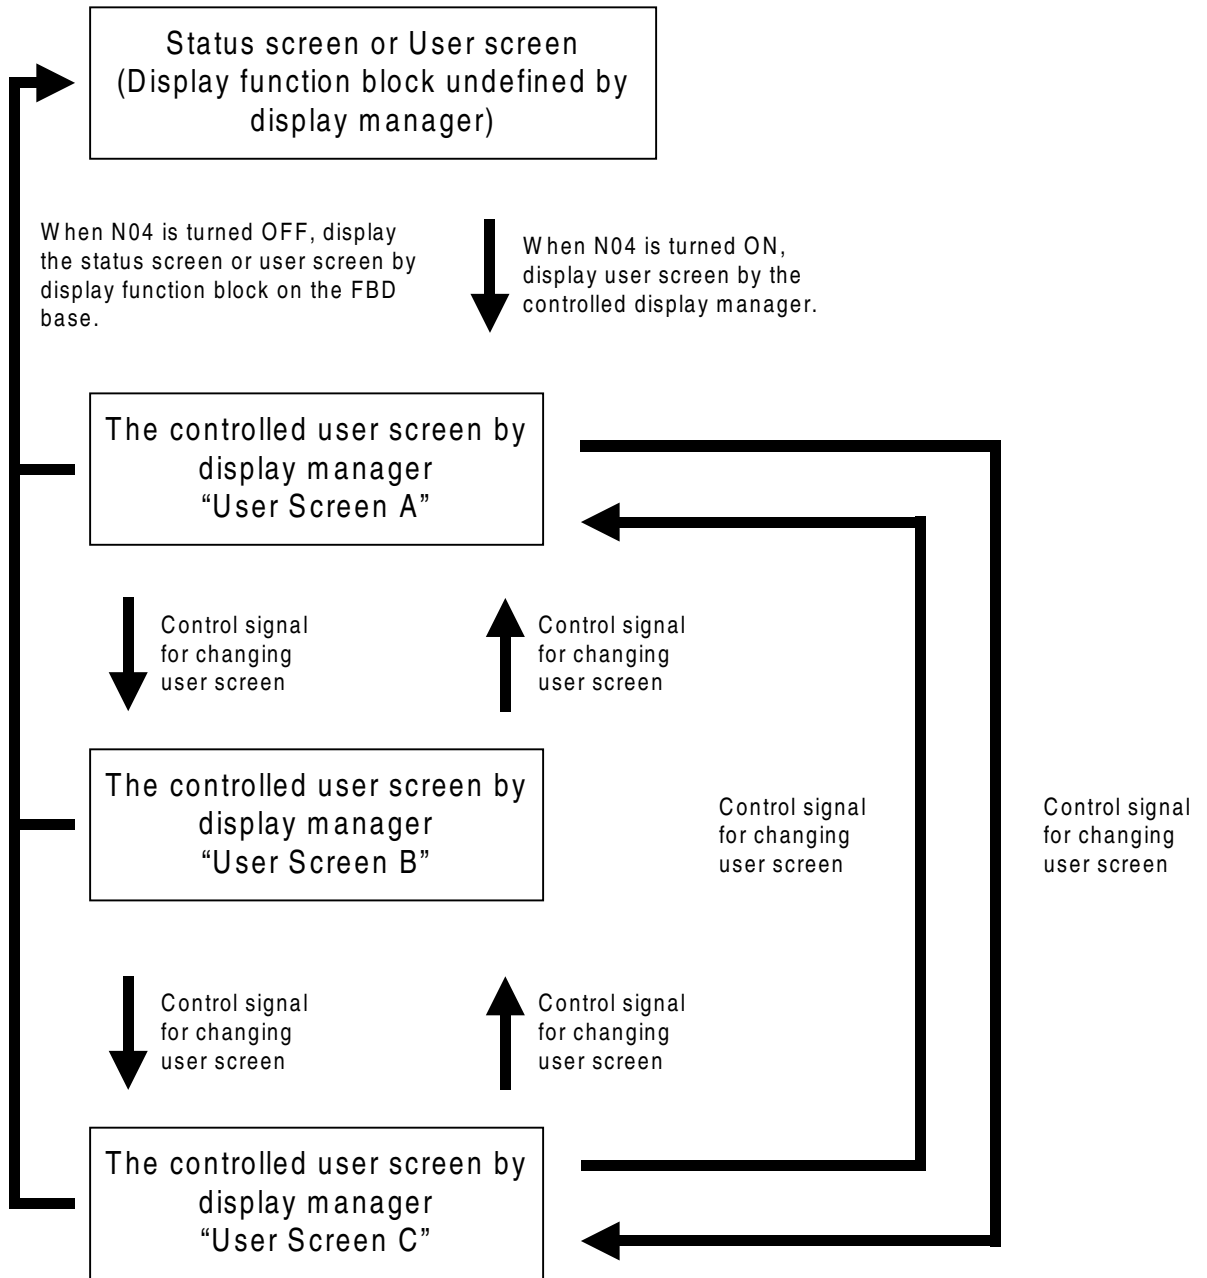 Status screen or User screen
(Display function block undefined by
display manager)
When N04 is turned OFF, display
the status screen or user screen by
display function block on the FBD
base.
When N04 is turned ON,
display user screen by the
controlled display manager.
The controlled user screen by
display manager
“User Screen A”
Control signal
for changing
user screen
Control signal
for changing
user screen
The controlled user screen by
display manager
“User Screen B”
Control signal
for changing
user screen
Control signal
for changing
user screen
Control signal
for changing
user screen
Control signal
for changing
user screen
The controlled user screen by
display manager
“User Screen C”